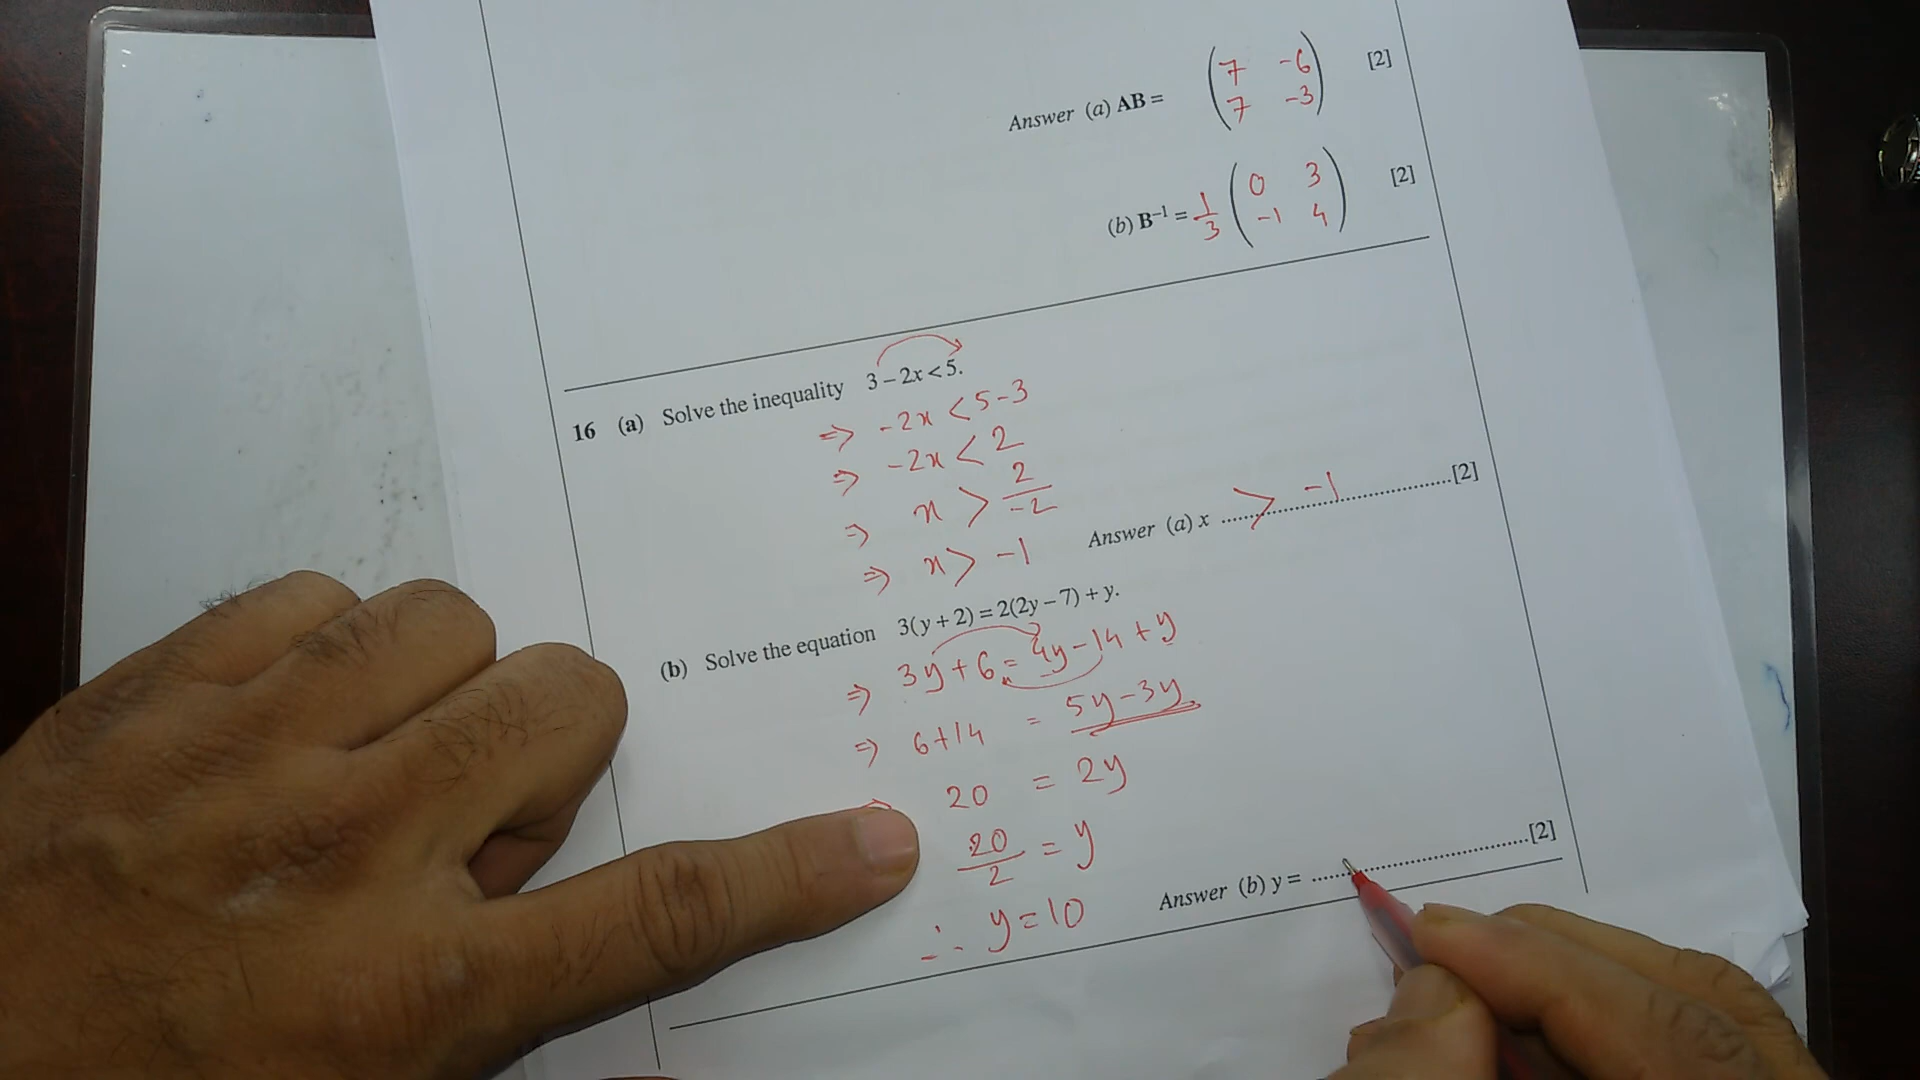 Answer (a) AB = (7 -6
7 -3) [2]
(b) B⁻¹ = 1/3 (0 3
-1 4) [2]
16 (a) Solve the inequality 3 – 2x < 5.
⇒ -2x < 5-3
⇒ -2x < 2
⇒ x > 2/-2
⇒ x > -1
Answer (a) x ....> -1....[2]
(b) Solve the equation 3(y + 2) = 2(2y – 7) + y.
⇒ 3y + 6 = 4y - 14 + y
⇒ 6+14 = 5y - 3y
20 = 2y
20/2 = y
∴ y = 10
Answer (b) y = ........[2]